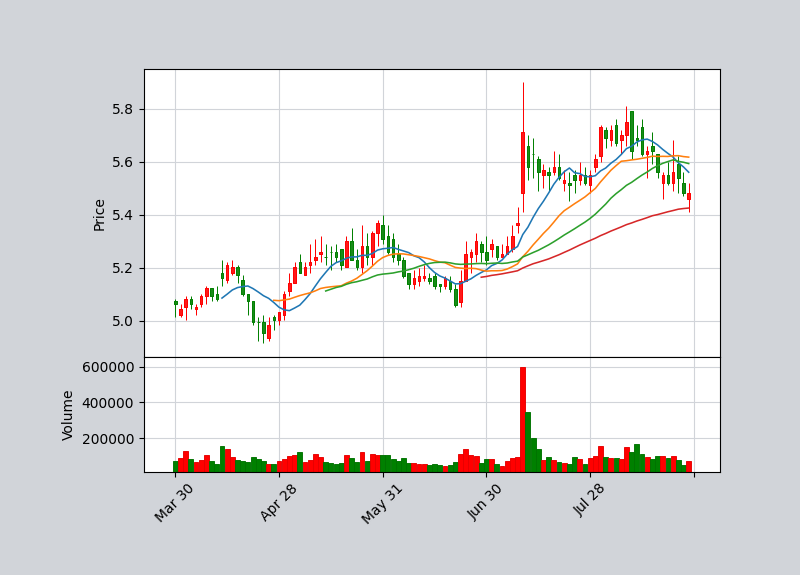 Price
5.8
5.6
5.4
5.2
5.0
Volume
600000
400000
200000
Mar 30
Apr 28
May 31
Jun 30
Jul 28